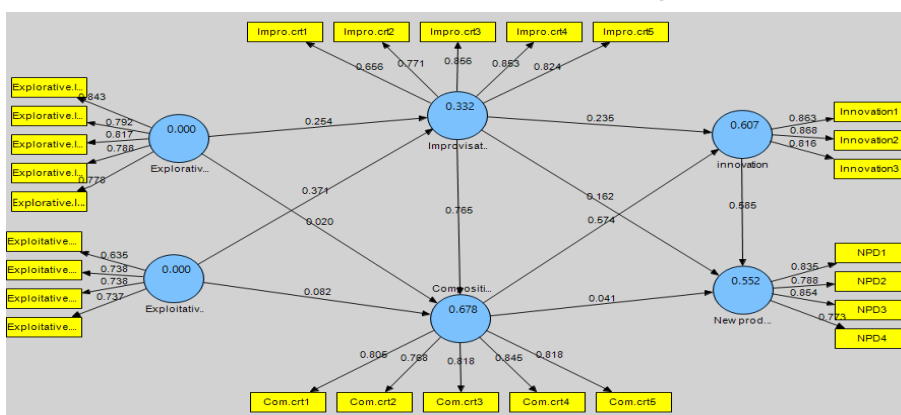 Impro.crt1 Impro.crt2 Impro.crt3 Impro.crt4 Impro.crt5
0.656 0.771 0.856 0.853 0.824
Explorative.I...
Explorative.I...
Explorative.I...
Explorative.I...
Explorative.I...
0.843
0.792
0.817
0.788
0.778
0.000
Explorativ...
0.254
0.332
Improvisat...
0.235
0.607
innovation
0.863
0.868
0.816
Innovation1
Innovation2
Innovation3
0.371
0.020
0.765
0.162
0.574
0.585
Exploitative....
Exploitative....
Exploitative....
Exploitative....
0.635
0.738
0.738
0.737
0.000
Exploitativ...
0.082
Compositi...
0.678
0.041
0.552
New prod...
0.835
0.788
0.854
0.773
NPD1
NPD2
NPD3
NPD4
0.805 0.768 0.818 0.845 0.818
Com.crt1 Com.crt2 Com.crt3 Com.crt4 Com.crt5